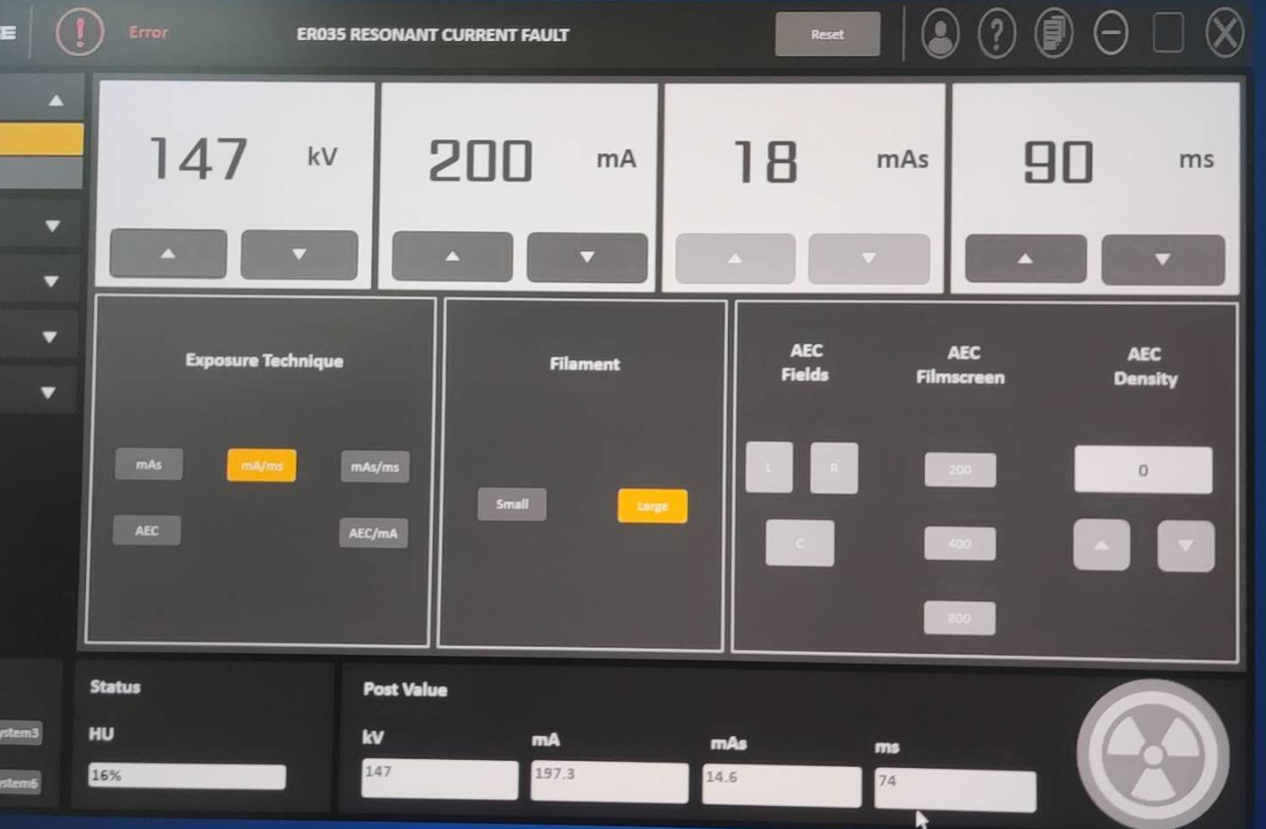 Error
ER035 RESONANT CURRENT FAULT
Reset
147 kV
200 mA
18 mAs
90 ms
Exposure Technique
mAs
mA/ms
mAs/ms
AEC
AEC/mA
Filament
Small
Large
AEC
Fields
L
R
C
AEC
Filmscreen
200
400
800
AEC
Density
0
ystem3
ystem6
Status
HU
16%
Post Value
kV
147
mA
197.3
mAs
14.6
ms
74